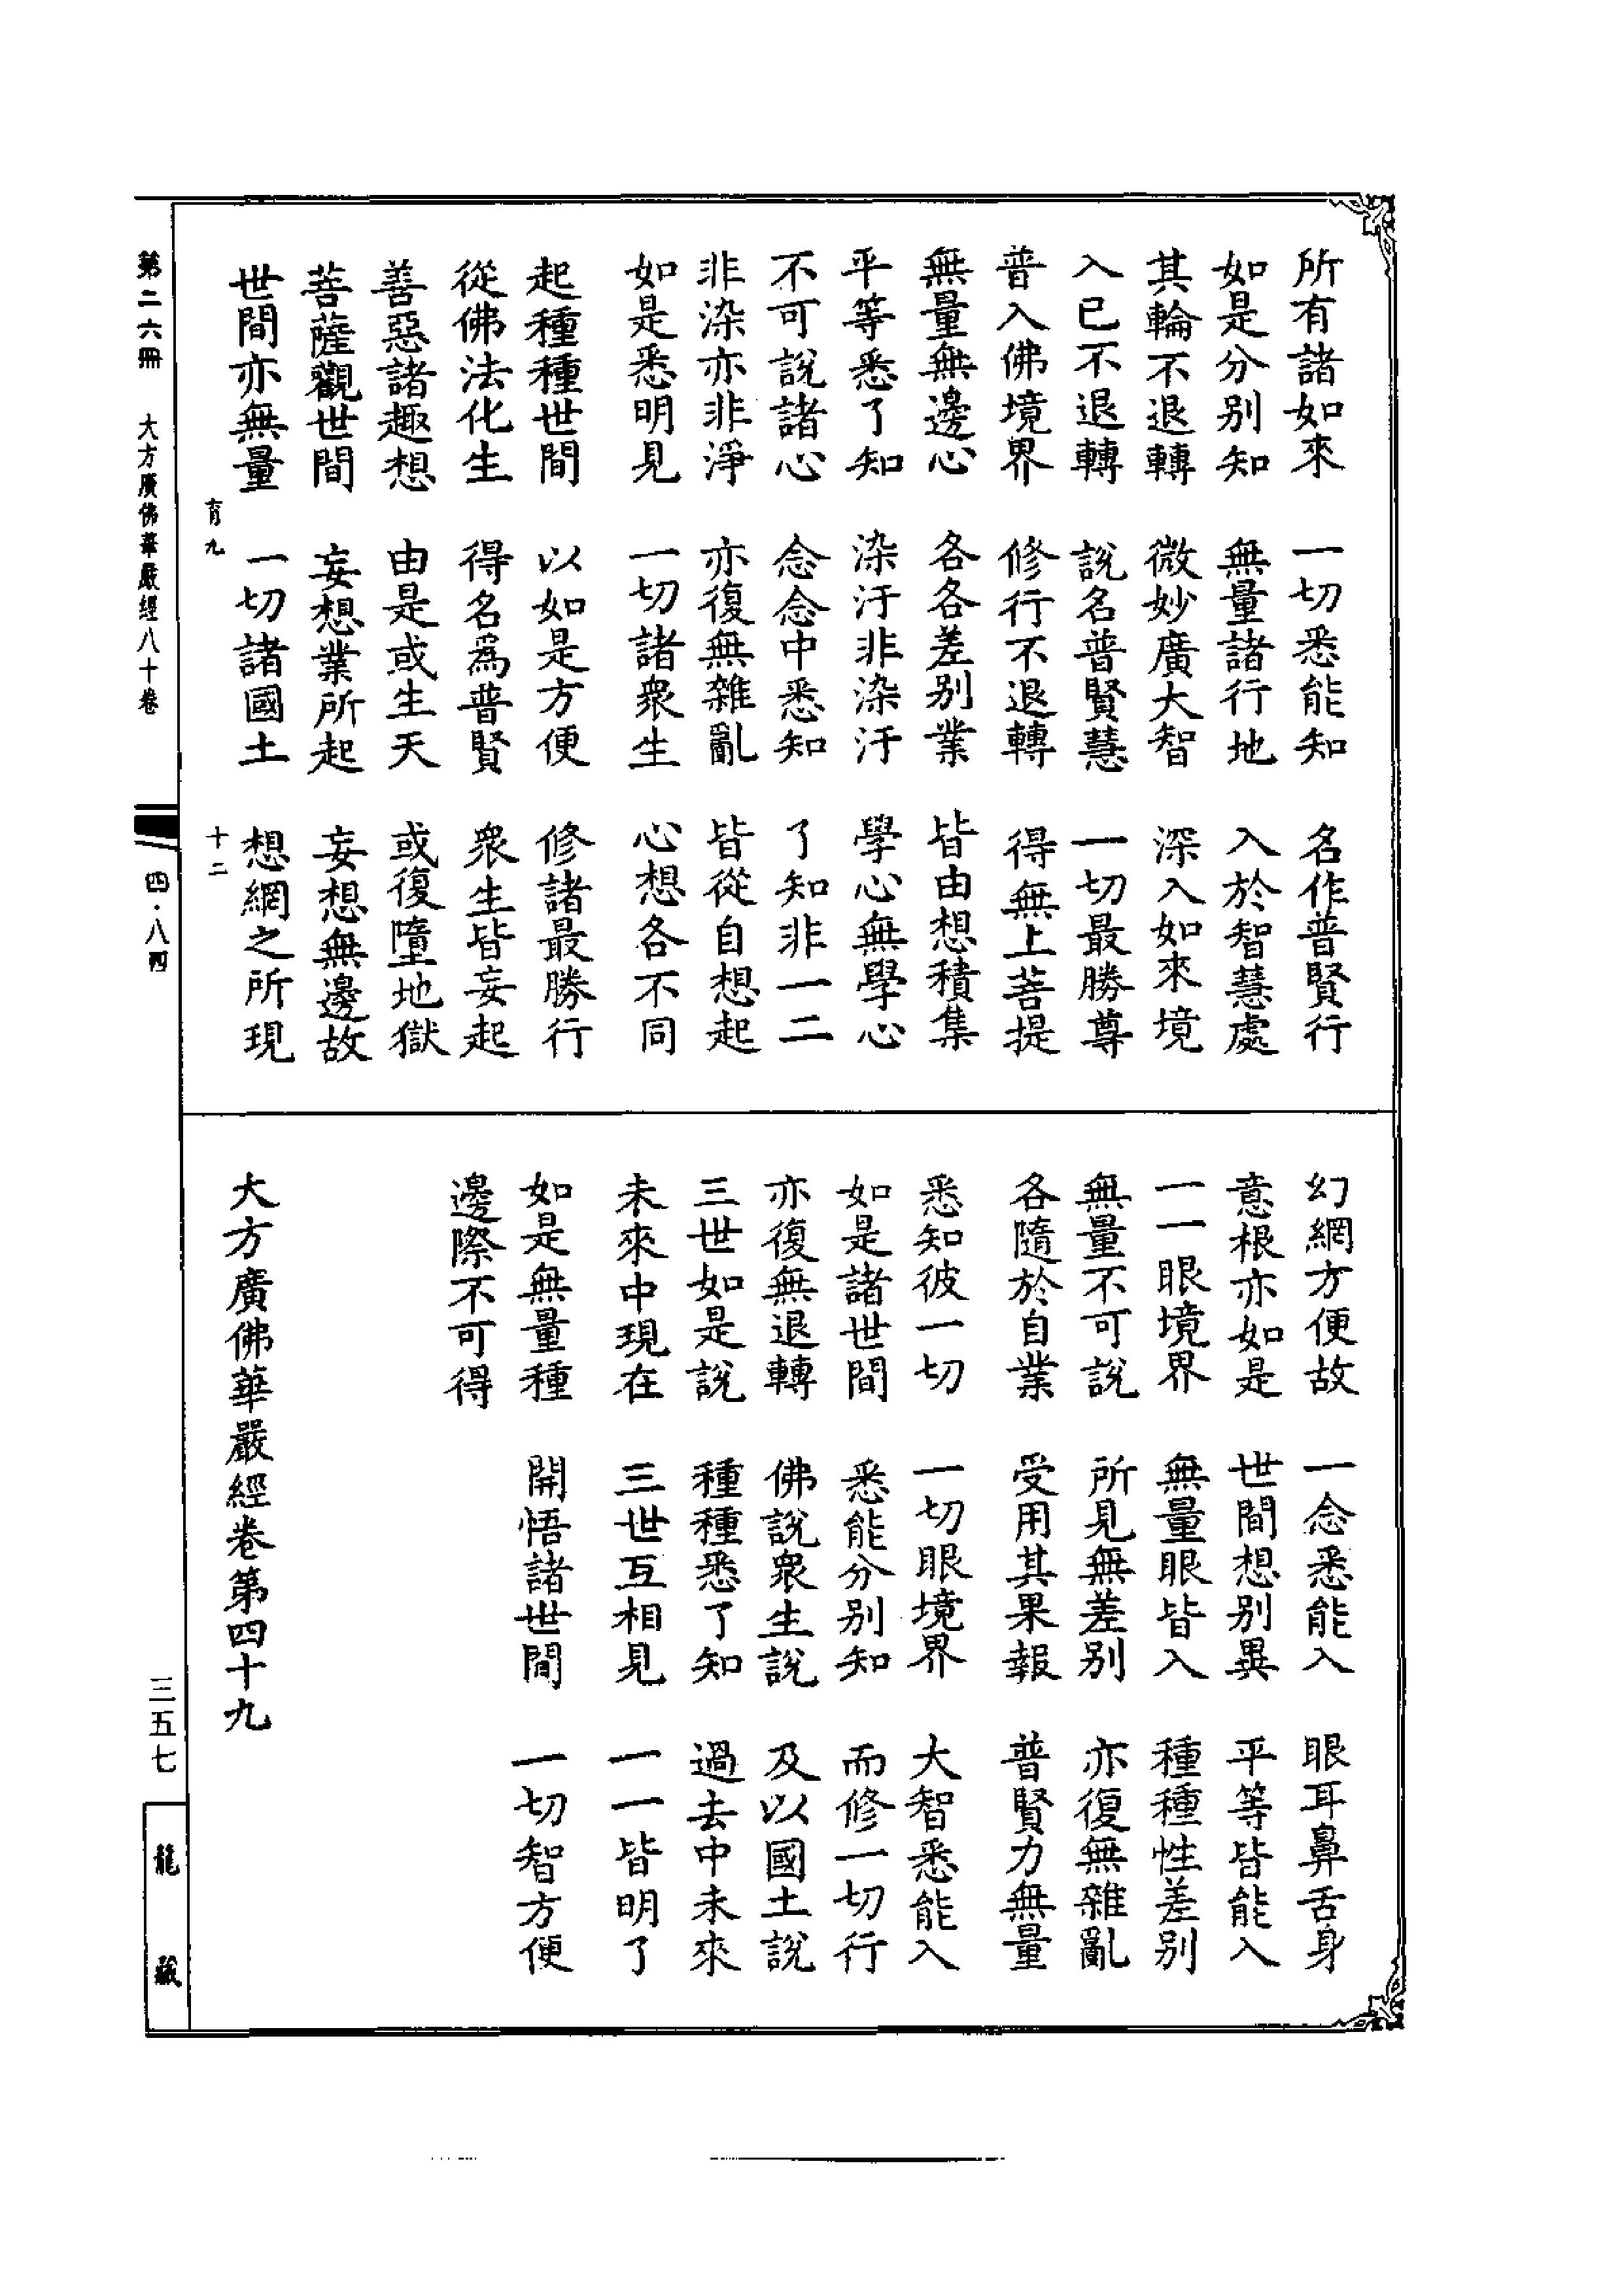 所有諸如來　一切悉能知　名作普賢行
如是分別知　無量諸行地　入於智慧處
其輪不退轉　微妙廣大智　深入如來境
入已不退轉　說名普賢慧　一切最勝尊
普入佛境界　修行不退轉　得無上菩提
無量無邊心　各各差別業　皆由想積集
平等悉了知　染汙非染汙　學心無學心
不可說諸心　念念中悉知　了知非一二
非染亦非淨　亦復無雜亂　皆從自想起
如是悉明見　一切諸衆生　心想各不同
起種種世間　以如是方便　修諸最勝行
從佛法化生　得名爲普賢　衆生皆妄起
善惡諸趣想　由是或生天　或復墮地獄
菩薩觀世間　妄想業所起　妄想無邊故
世間亦無量　一切諸國土　想網之所現
育九　十二
幻網方便故　一念悉能入　眼耳鼻舌身
意根亦如是　世間想別異　平等皆能入
一一眼境界　無量眼皆入　種種性差別
無量不可說　所見無差別　亦復無雜亂
各隨於自業　受用其果報　普賢力無量
悉知彼一切　一切眼境界　大智悉能入
如是諸世間　悉能分別知　而修一切行
亦復無退轉　佛說衆生說　及以國土說
三世如是說　種種悉了知　過去中未來
未來中現在　三世互相見　一一皆明了
如是無量種　開悟諸世間　一切智方便
邊際不可得
大方廣佛華嚴經卷第四十九
第二六冊　大方廣佛華嚴經八十卷　四·八四　三五七　龍藏